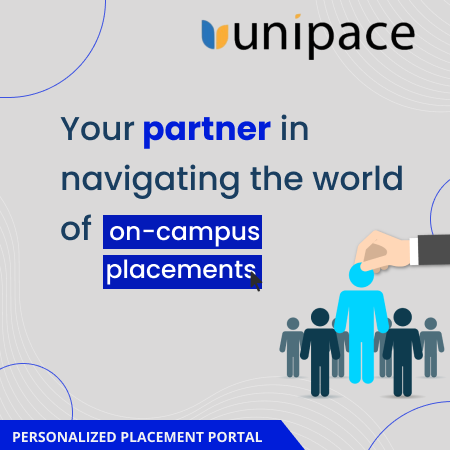 unipace
Your partner in
navigating the world
of on-campus
placements
PERSONALIZED PLACEMENT PORTAL